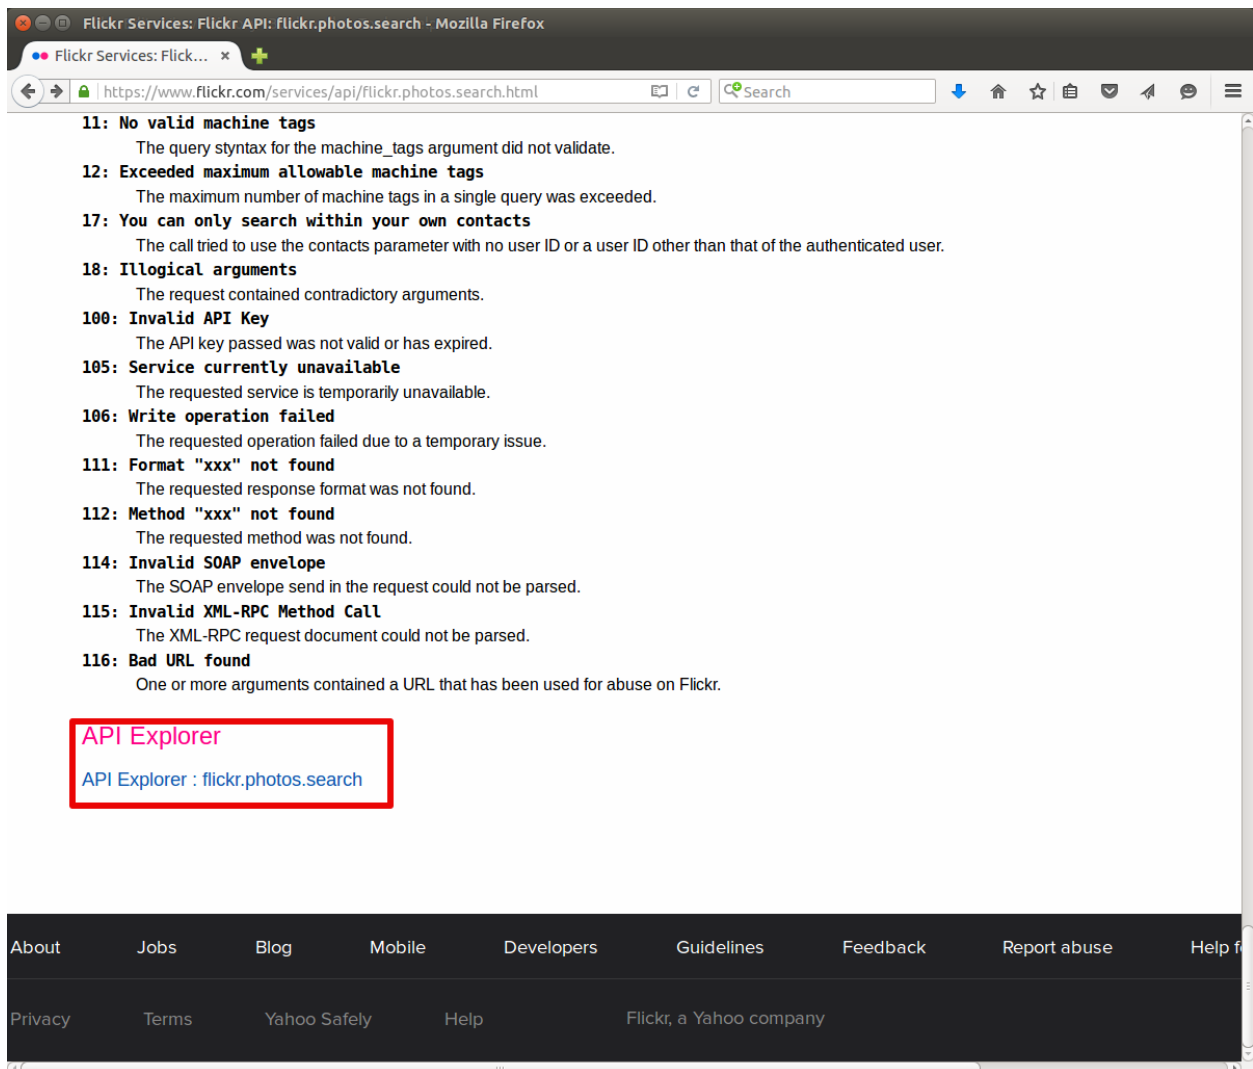 Flickr Services: Flickr API: flickr.photos.search - Mozilla Firefox
Flickr Services: Flick...
https://www.flickr.com/services/api/flickr.photos.search.html
Search
11: No valid machine tags
The query styntax for the machine_tags argument did not validate.
12: Exceeded maximum allowable machine tags
The maximum number of machine tags in a single query was exceeded.
17: You can only search within your own contacts
The call tried to use the contacts parameter with no user ID or a user ID other than that of the authenticated user.
18: Illogical arguments
The request contained contradictory arguments.
100: Invalid API Key
The API key passed was not valid or has expired.
105: Service currently unavailable
The requested service is temporarily unavailable.
106: Write operation failed
The requested operation failed due to a temporary issue.
111: Format "xxx" not found
The requested response format was not found.
112: Method "xxx" not found
The requested method was not found.
114: Invalid SOAP envelope
The SOAP envelope send in the request could not be parsed.
115: Invalid XML-RPC Method Call
The XML-RPC request document could not be parsed.
116: Bad URL found
One or more arguments contained a URL that has been used for abuse on Flickr.
API Explorer
API Explorer : flickr.photos.search
About Jobs Blog Mobile Developers Guidelines Feedback Report abuse Help f
Privacy Terms Yahoo Safely Help Flickr, a Yahoo company